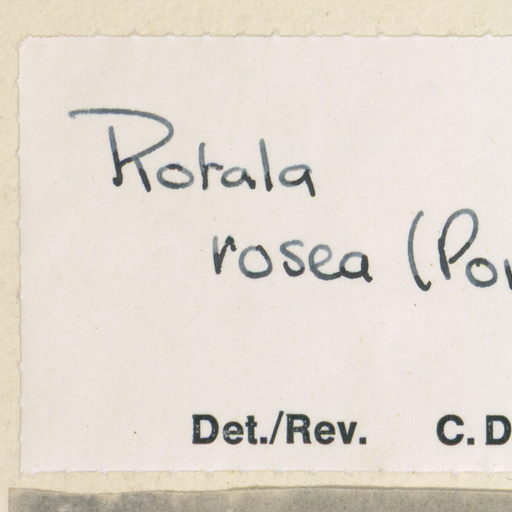 Rotala
rosea (Po
Det./Rev. C. D